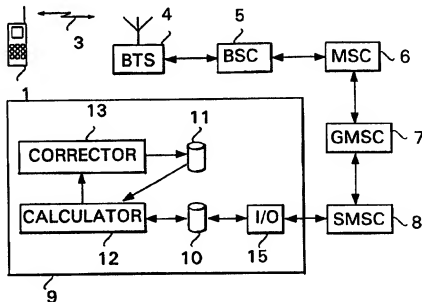 4
5
3
BTS
BSC
MSC
6
1
13
11
CORRECTOR
GMSC
7
CALCULATOR
I/O
SMSC
8
12
10
15
9